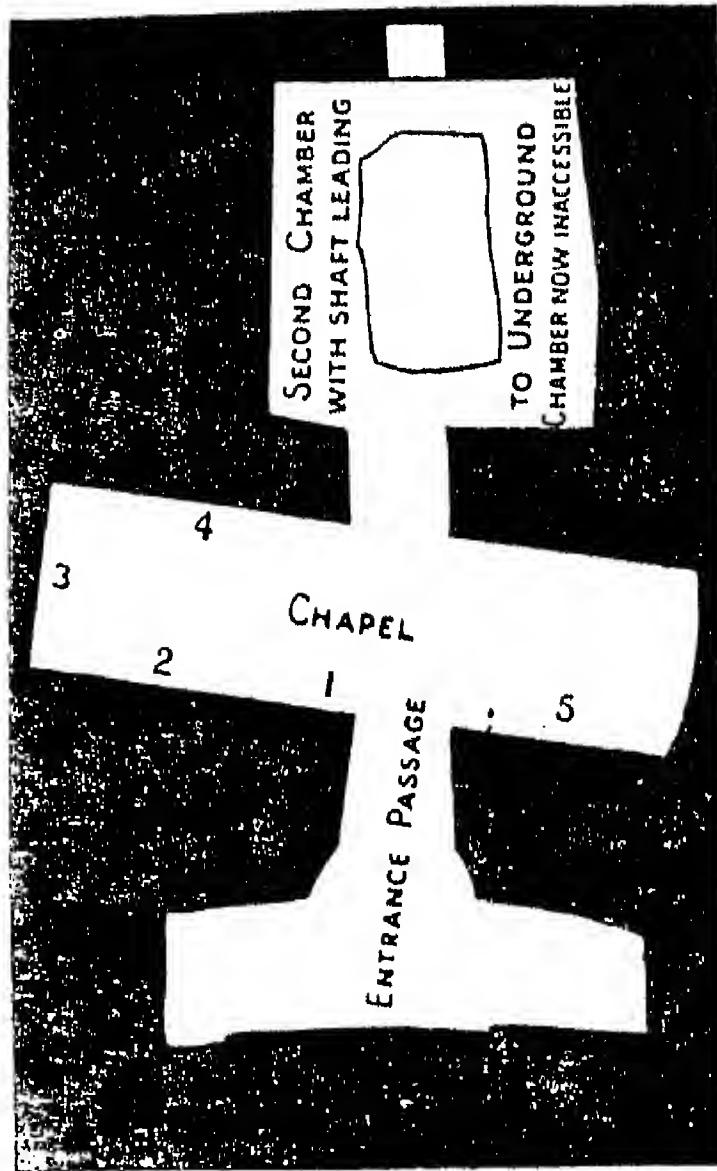 SECOND CHAMBER
WITH SHAFT LEADING
TO UNDERGROUND
CHAMBER NOW INACCESSIBLE
4
3
CHAPEL
2
1
5
ENTRANCE PASSAGE